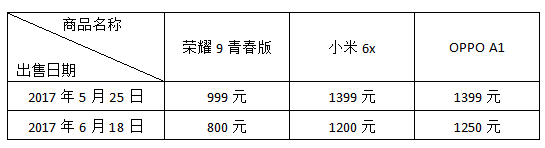 商品名称
出售日期
荣耀 9 青春版
小米 6x
OPPO A1
2017 年 5 月 25 日
999 元
1399 元
1399 元
2017 年 6 月 18 日
800 元
1200 元
1250 元